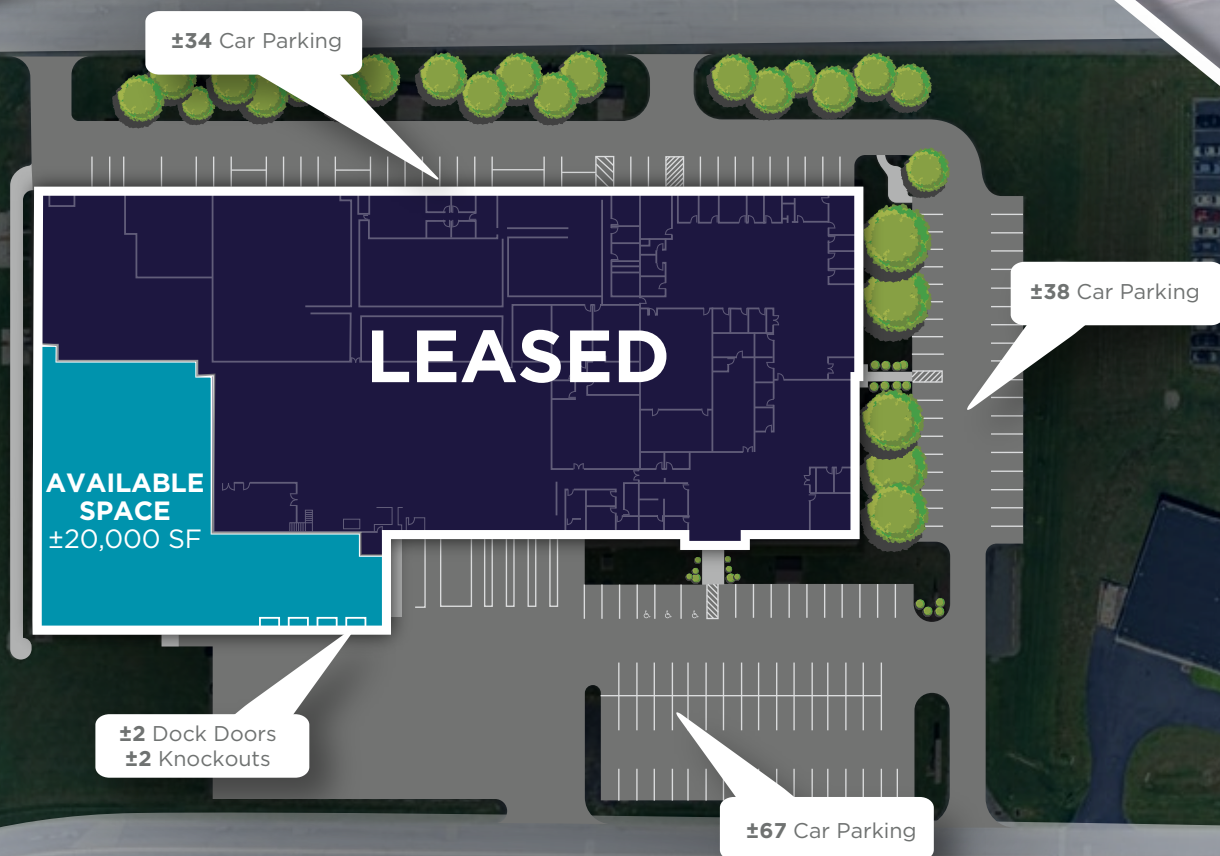 ±34 Car Parking
±38 Car Parking
LEASED
AVAILABLE
SPACE
±20,000 SF
±2 Dock Doors
±2 Knockouts
±67 Car Parking